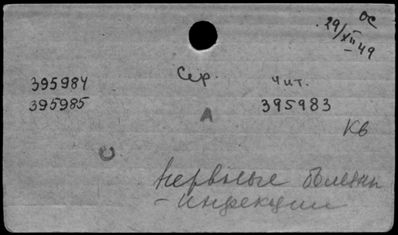 ОС
29/XII-49
Сер. Чит.
395984
395985 395983
А
Кв
Нервные болезни
- инфекции